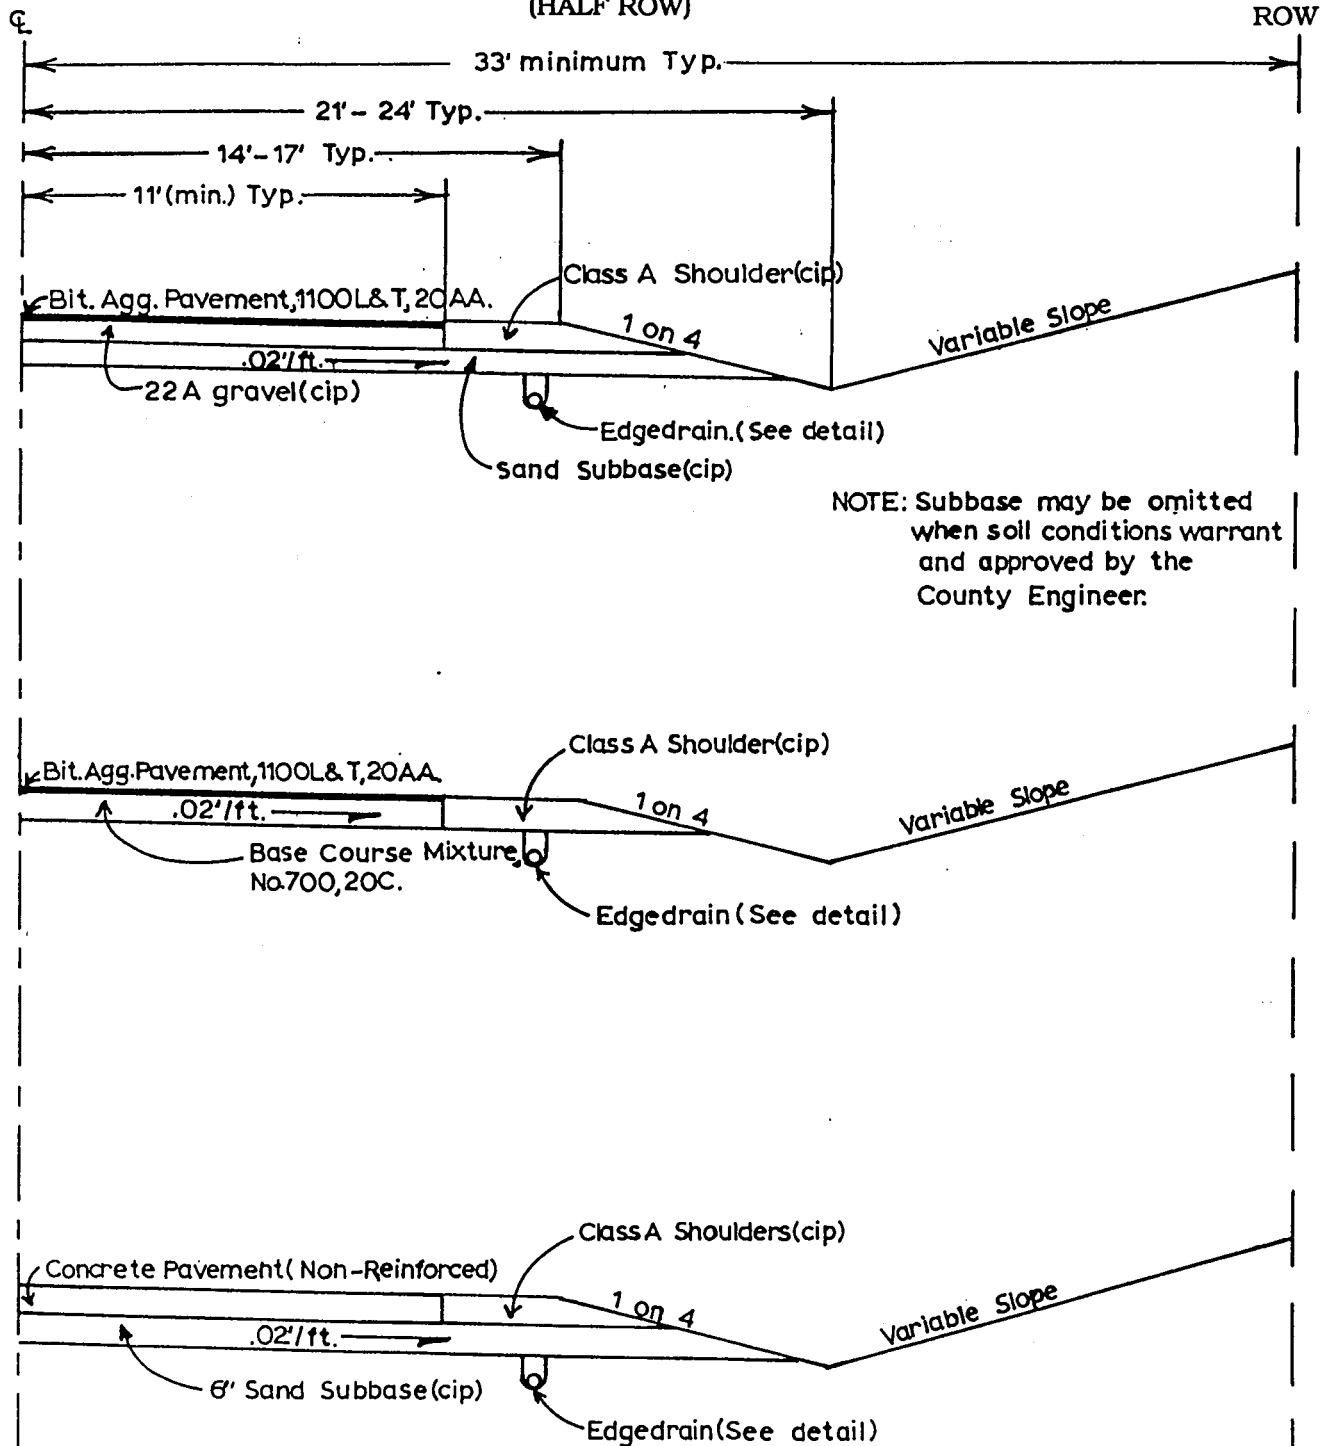 (HALF ROW)
℄
ROW
33' minimum Typ.
21'- 24' Typ.
14'-17' Typ.
11'(min.) Typ.
Class A Shoulder(cip)
Bit. Agg. Pavement,1100L&T, 20AA.
1 on 4
Variable Slope
.02'/ft.
22A gravel(cip)
Edgedrain.(See detail)
Sand Subbase(cip)
NOTE: Subbase may be omitted
when soil conditions warrant
and approved by the
County Engineer.
Class A Shoulder(cip)
Bit.Agg.Pavement,1100L&T,20AA.
1 on 4
Variable Slope
.02'/ft.
Base Course Mixture,
No.700,20C.
Edgedrain(See detail)
Class A Shoulders(cip)
Concrete Pavement(Non-Reinforced)
1 on 4
Variable Slope
.02'/ft.
6" Sand Subbase(cip)
Edgedrain(See detail)